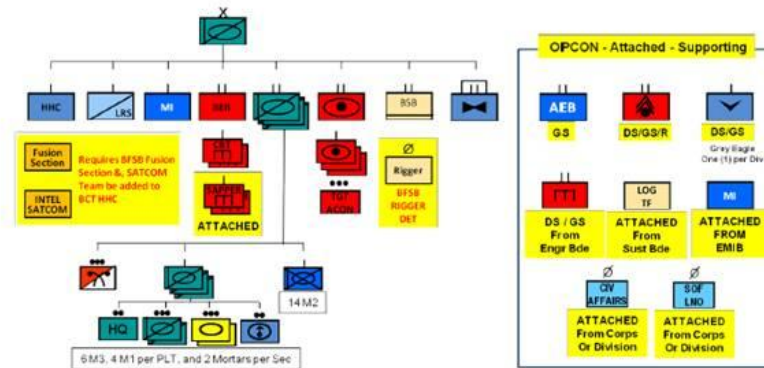 X
HHC
LRS
MI
BEB
BSB
Fusion
Section
INTEL
SATCOM
Requires BFSB Fusion
Section &, SATCOM
Team be added to
BCT HHC
CBT
SAPPER
ATTACHED
TGT
ACQN
Ø
Rigger
BFSB
RIGGER
DET
14 M2
HQ
6 M3, 4 M1 per PLT, and 2 Mortars per Sec
OPCON - Attached - Supporting
AEB
GS
DS/GS/R
DS/GS
Grey Eagle
One (1) per Div
DS / GS
From
Engr Bde
LOG
TF
ATTACHED
From
Sust Bde
MI
ATTACHED
FROM
EMIB
Ø
CIV
AFFAIRS
ATTACHED
From Corps
Or Division
Ø
SOF
LNO
ATTACHED
From Corps
Or Division